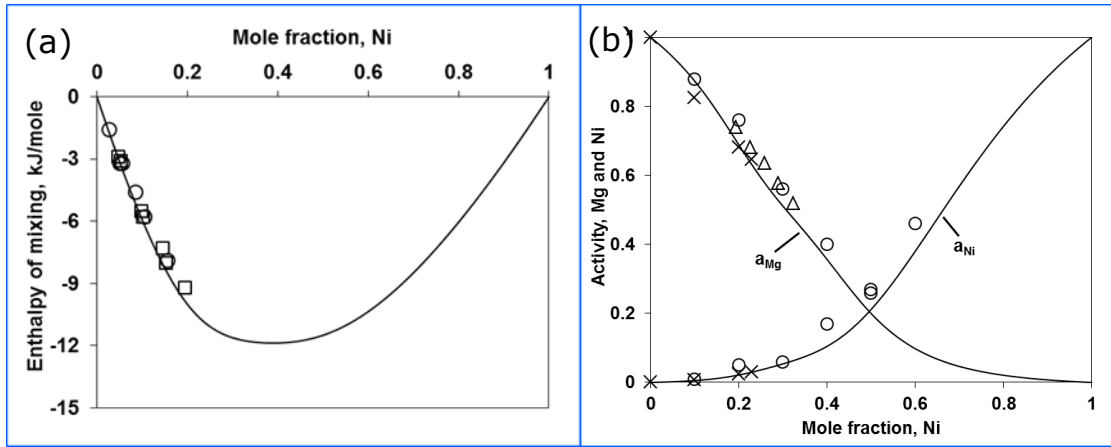 (a)
Mole fraction, Ni
0 0.2 0.4 0.6 0.8 1
0
-3
-6
-9
-12
-15
Enthalpy of mixing, kJ/mole
(b)
0.8
0.6
0.4
0.2
0
Activity, Mg and Ni
aMg
aNi
0 0.2 0.4 0.6 0.8 1
Mole fraction, Ni